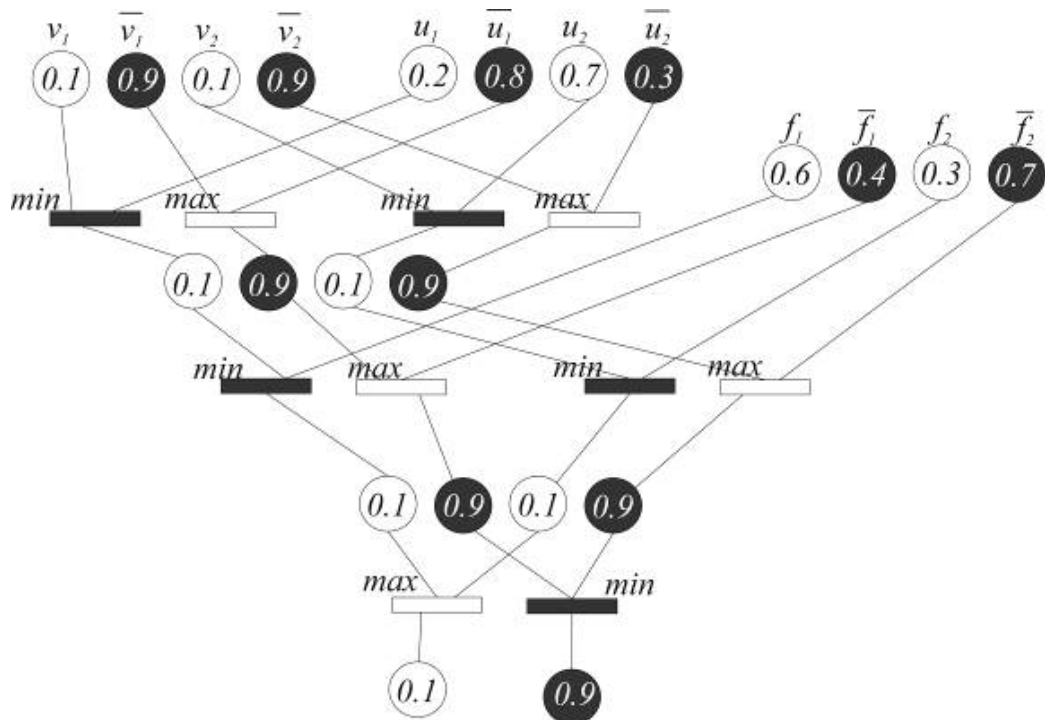 v₁ v̅₁ v₂ v̅₂ u₁ u̅₁ u₂ u̅₂
0.1 0.9 0.1 0.9 0.2 0.8 0.7 0.3
f₁ f̅₁ f₂ f̅₂
0.6 0.4 0.3 0.7
min max min max
0.1 0.9 0.1 0.9
min max min max
0.1 0.9 0.1 0.9
max min
0.1 0.9